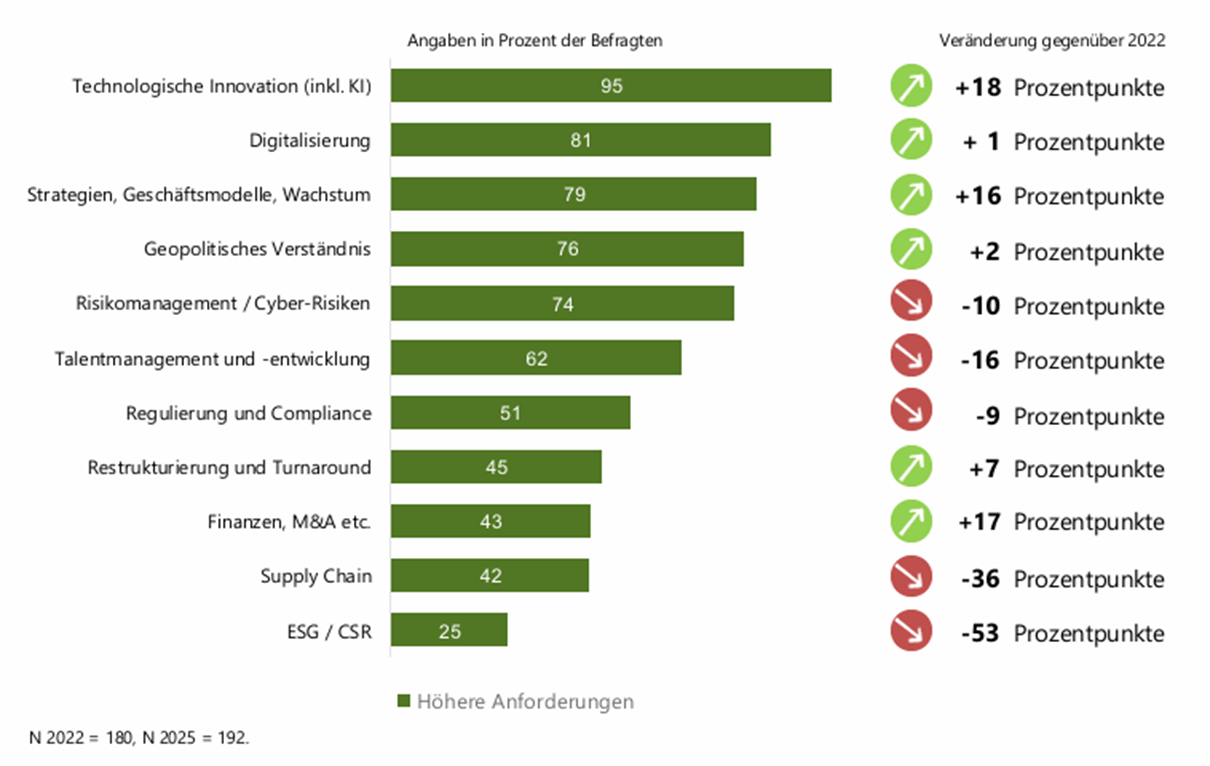 Angaben in Prozent der Befragten Veränderung gegenüber 2022
Technologische Innovation (inkl. KI) 95 +18 Prozentpunkte
Digitalisierung 81 + 1 Prozentpunkte
Strategien, Geschäftsmodelle, Wachstum 79 +16 Prozentpunkte
Geopolitisches Verständnis 76 +2 Prozentpunkte
Risikomanagement / Cyber-Risiken 74 -10 Prozentpunkte
Talentmanagement und -entwicklung 62 -16 Prozentpunkte
Regulierung und Compliance 51 -9 Prozentpunkte
Restrukturierung und Turnaround 45 +7 Prozentpunkte
Finanzen, M&A etc. 43 +17 Prozentpunkte
Supply Chain 42 -36 Prozentpunkte
ESG / CSR 25 -53 Prozentpunkte
Höhere Anforderungen
N 2022 = 180, N 2025 = 192.